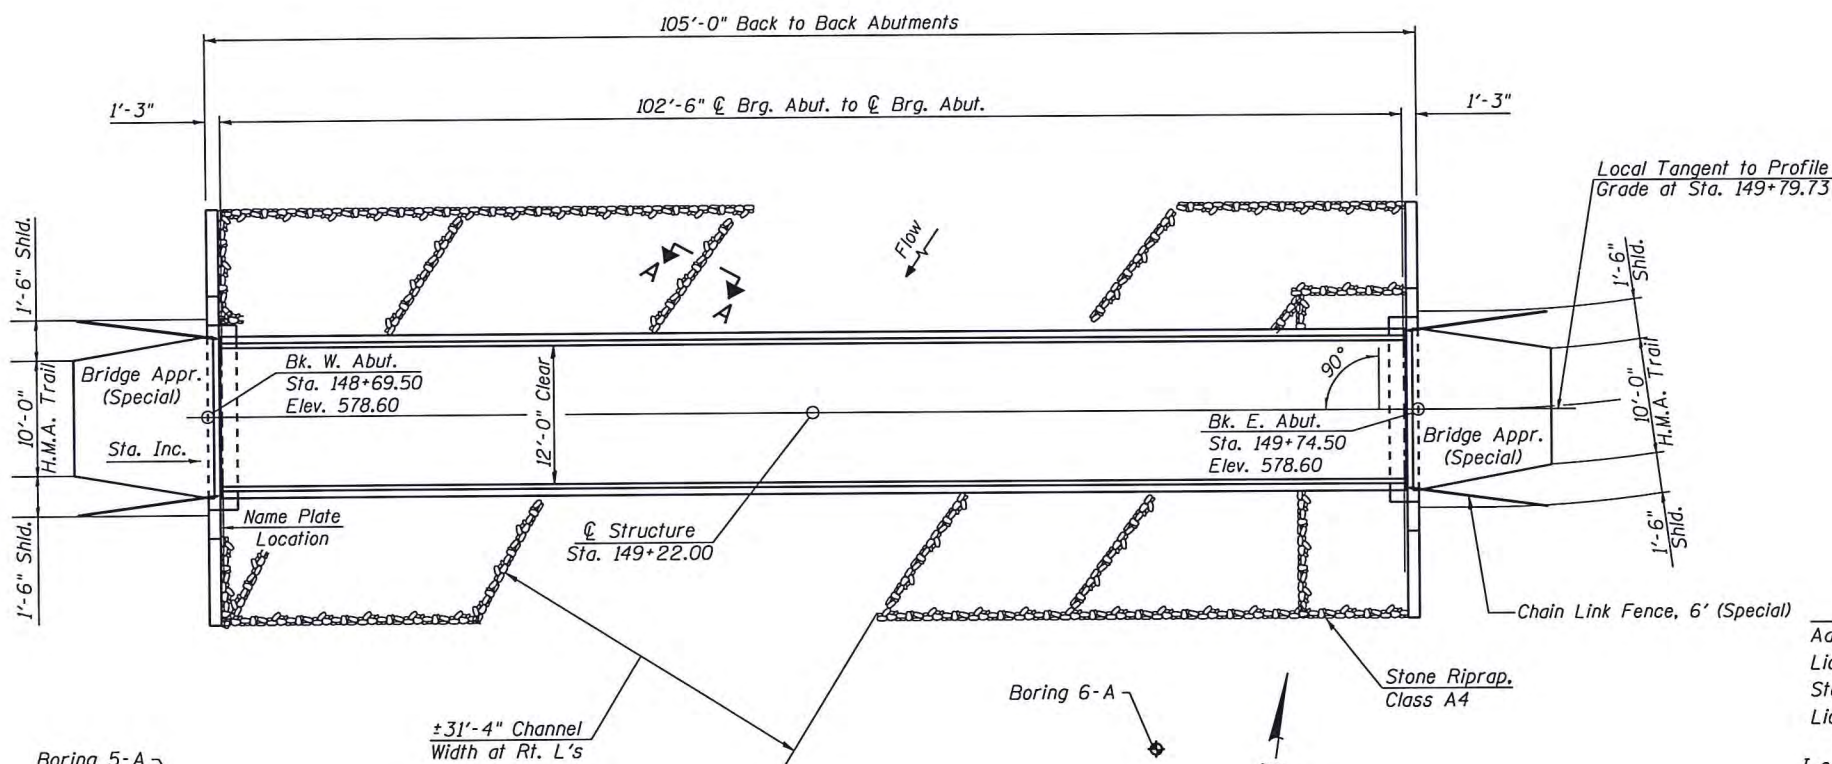 105'-0" Back to Back Abutments
1'-3"
102'-6" ℄ Brg. Abut. to ℄ Brg. Abut.
1'-3"
Local Tangent to Profile
Grade at Sta. 149+79.73
1'-6" Shld.
10'-0"
H.M.A. Trail
1'-6" Shld.
Flow
A
A
1'-6"
Shld.
10'-0"
H.M.A. Trail
1'-6"
Shld.
Bridge Appr.
(Special)
Bk. W. Abut.
Sta. 148+69.50
Elev. 578.60
12'-0" Clear
90°
Bk. E. Abut.
Sta. 149+74.50
Elev. 578.60
Bridge Appr.
(Special)
Sta. Inc.
Name Plate
Location
℄ Structure
Sta. 149+22.00
Chain Link Fence, 6' (Special)
Stone Riprap,
Class A4
Boring 6-A
±31'-4" Channel
Width at Rt. L's
Boring 5-A